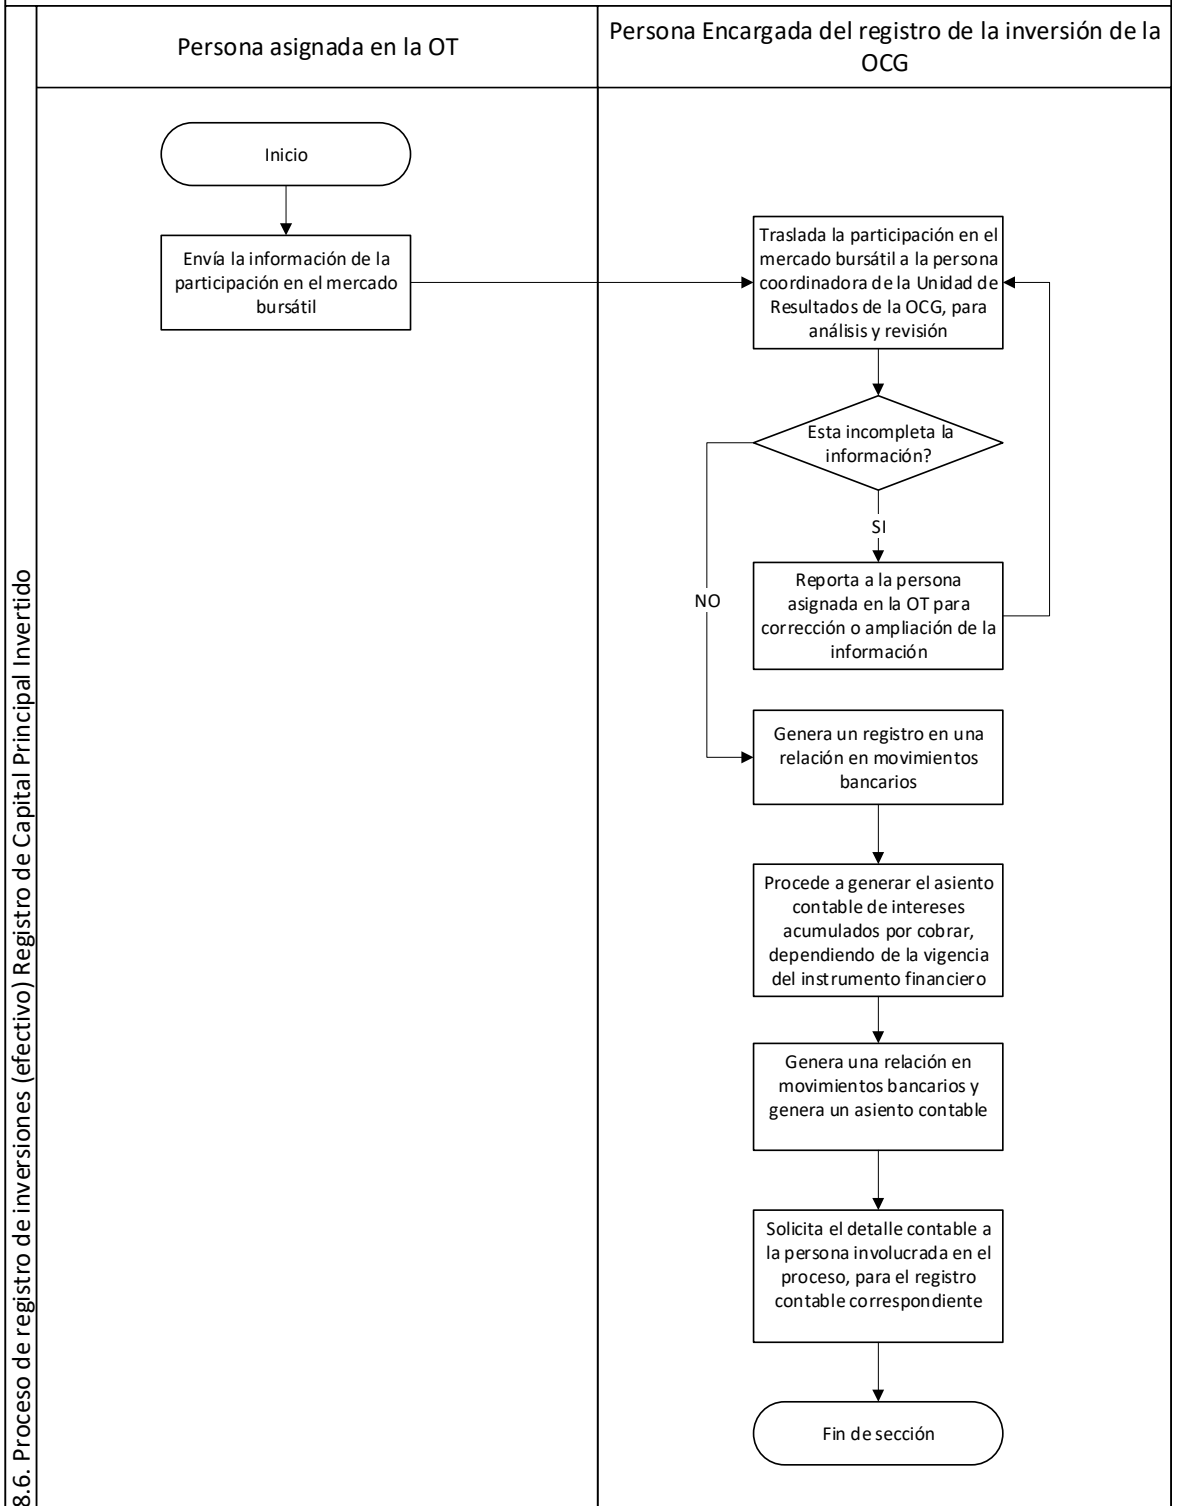 Persona asignada en la OT
Persona Encargada del registro de la inversión de la
OCG
8.6. Proceso de registro de inversiones (efectivo) Registro de Capital Principal Invertido
Inicio
Envía la información de la
participación en el mercado
bursátil
Traslada la participación en el
mercado bursátil a la persona
coordinadora de la Unidad de
Resultados de la OCG, para
análisis y revisión
Esta incompleta la
información?
SI
NO
Reporta a la persona
asignada en la OT para
corrección o ampliación de la
información
Genera un registro en una
relación en movimientos
bancarios
Procede a generar el asiento
contable de intereses
acumulados por cobrar,
dependiendo de la vigencia
del instrumento financiero
Genera una relación en
movimientos bancarios y
genera un asiento contable
Solicita el detalle contable a
la persona involucrada en el
proceso, para el registro
contable correspondiente
Fin de sección